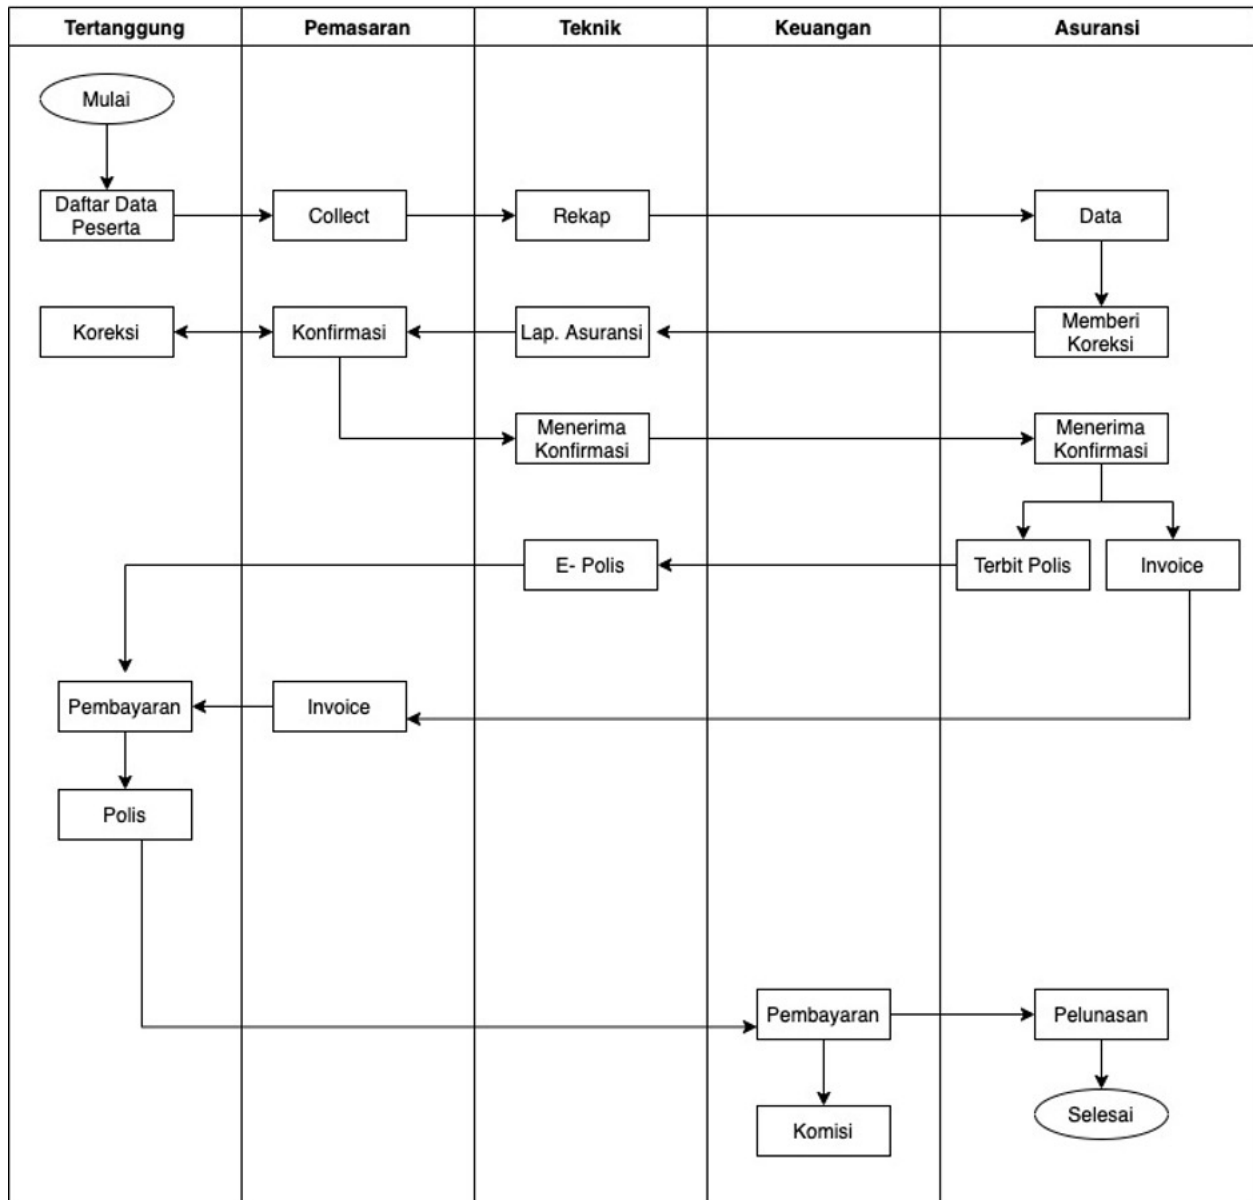 Tertanggung
Pemasaran
Teknik
Keuangan
Asuransi
Mulai
Daftar Data
Peserta
Collect
Rekap
Data
Koreksi
Konfirmasi
Lap. Asuransi
Memberi
Koreksi
Menerima
Konfirmasi
Menerima
Konfirmasi
E- Polis
Terbit Polis
Invoice
Pembayaran
Invoice
Polis
Pembayaran
Pelunasan
Komisi
Selesai